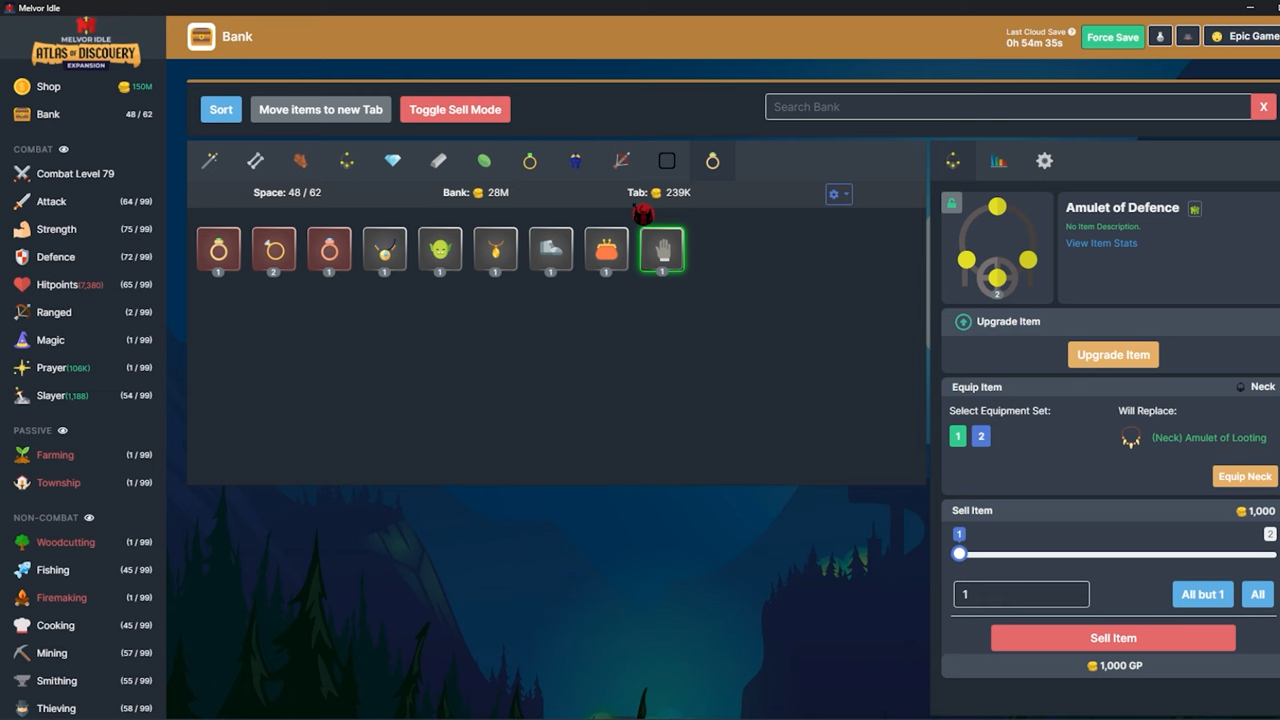 Melvor Idle
MELVOR IDLE
ATLAS OF DISCOVERY
EXPANSION
Bank
Last Cloud Save
0h 54m 35s
Force Save
Epic Game
Shop 150M
Bank 48 / 62
COMBAT
Combat Level 79
Attack (64 / 99)
Strength (75 / 99)
Defence (72 / 99)
Hitpoints(7,380) (65 / 99)
Ranged (2 / 99)
Magic (1 / 99)
Prayer(106K) (1 / 99)
Slayer(1,188) (54 / 99)
PASSIVE
Farming (1 / 99)
Township (1 / 99)
NON-COMBAT
Woodcutting (1 / 99)
Fishing (45 / 99)
Firemaking (1 / 99)
Cooking (45 / 99)
Mining (57 / 99)
Smithing (55 / 99)
Thieving (58 / 99)
Sort
Move items to new Tab
Toggle Sell Mode
Search Bank
X
Space: 48 / 62
Bank: 28M
Tab: 239K
1 2 1 1 1 1 1 1 1
2
Amulet of Defence
No Item Description.
View Item Stats
Upgrade Item
Upgrade Item
Equip Item
Neck
Select Equipment Set:
Will Replace:
1 2
(Neck) Amulet of Looting
Equip Neck
Sell Item
1,000
1
2
1
All but 1
All
Sell Item
1,000 GP